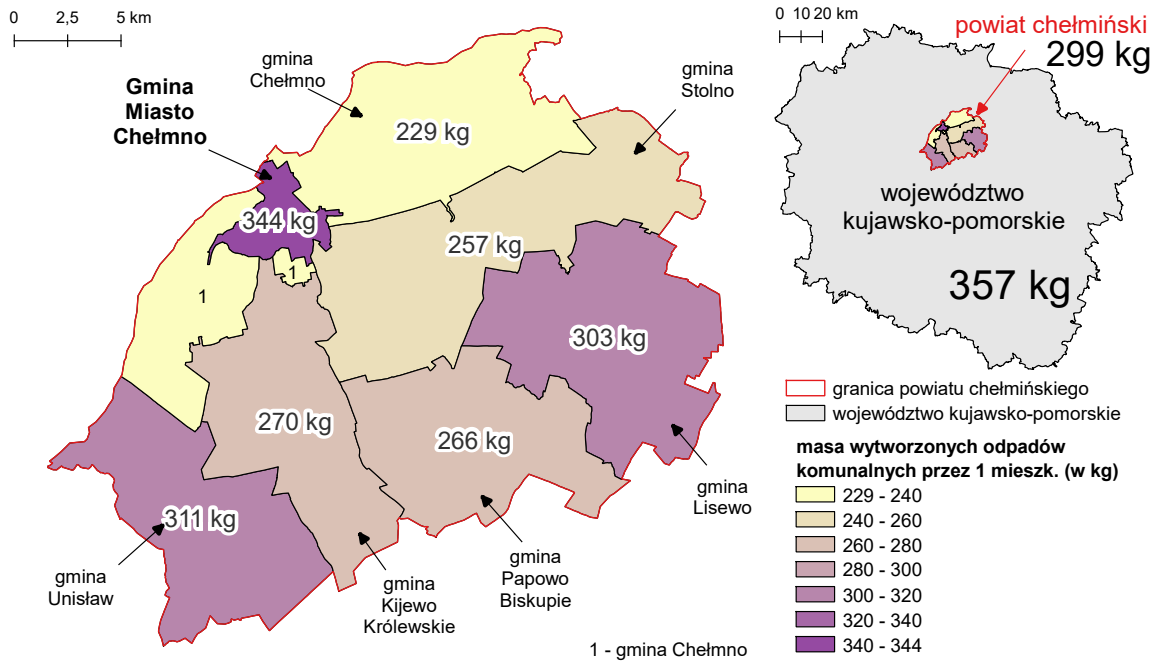 0 2,5 5 km
gmina
Chełmno
Gmina
Miasto
Chełmno
gmina
Stolno
229 kg
344 kg
257 kg
1
1
303 kg
270 kg
266 kg
311 kg
gmina
Lisewo
gmina
Unisław
gmina
Kijewo
Królewskie
gmina
Papowo
Biskupie
1 - gmina Chełmno
0 10 20 km
powiat chełmiński
299 kg
województwo
kujawsko-pomorskie
357 kg
granica powiatu chełmińskiego
województwo kujawsko-pomorskie
masa wytworzonych odpadów
komunalnych przez 1 mieszk. (w kg)
229 - 240
240 - 260
260 - 280
280 - 300
300 - 320
320 - 340
340 - 344